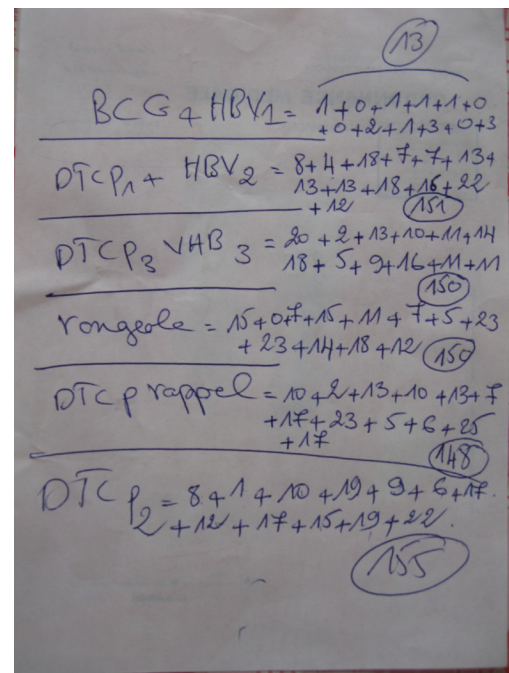 13
BCG + HBV1 = 1+0+1+1+1+0
+0+2+1+3+0+3
DTCP1 + HBV2 = 8+4+18+7+7+13+
13+13+18+16+22
+12 151
DTCP3 VHB 3 = 20+2+13+10+11+14
18+5+9+16+11+11
150
rongeole = 15+0+7+15+11+7+5+23
+23+14+18+12 150
DTCP rappel = 10+2+13+10+13+7
+17+23+5+6+25
+17
148
DTCP2 = 8+1+10+19+9+6+17.
+12+17+15+19+22.
155